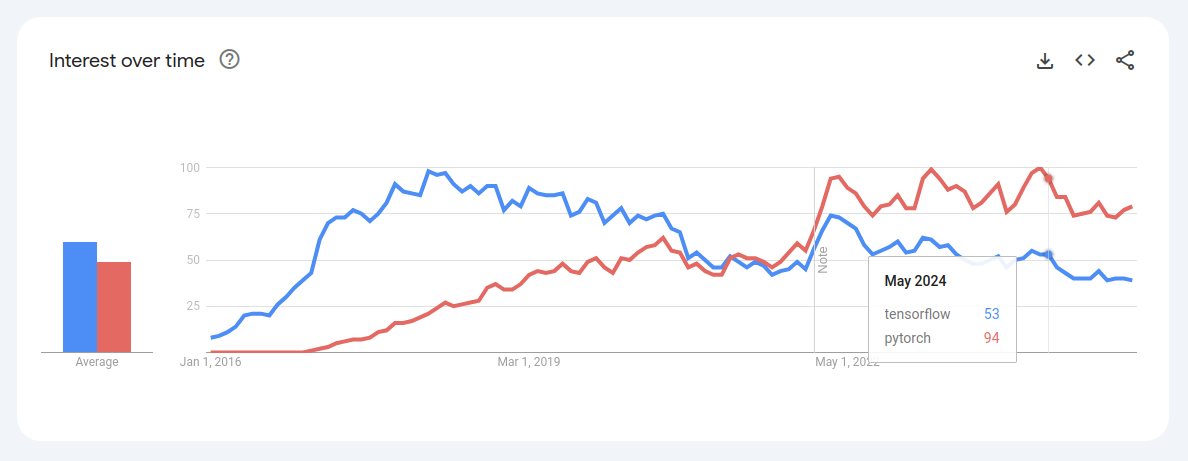 Interest over time
100
75
50
25
Note
Average
Jan 1, 2016
Mar 1, 2019
May 1, 2022
May 2024
tensorflow 53
pytorch 94